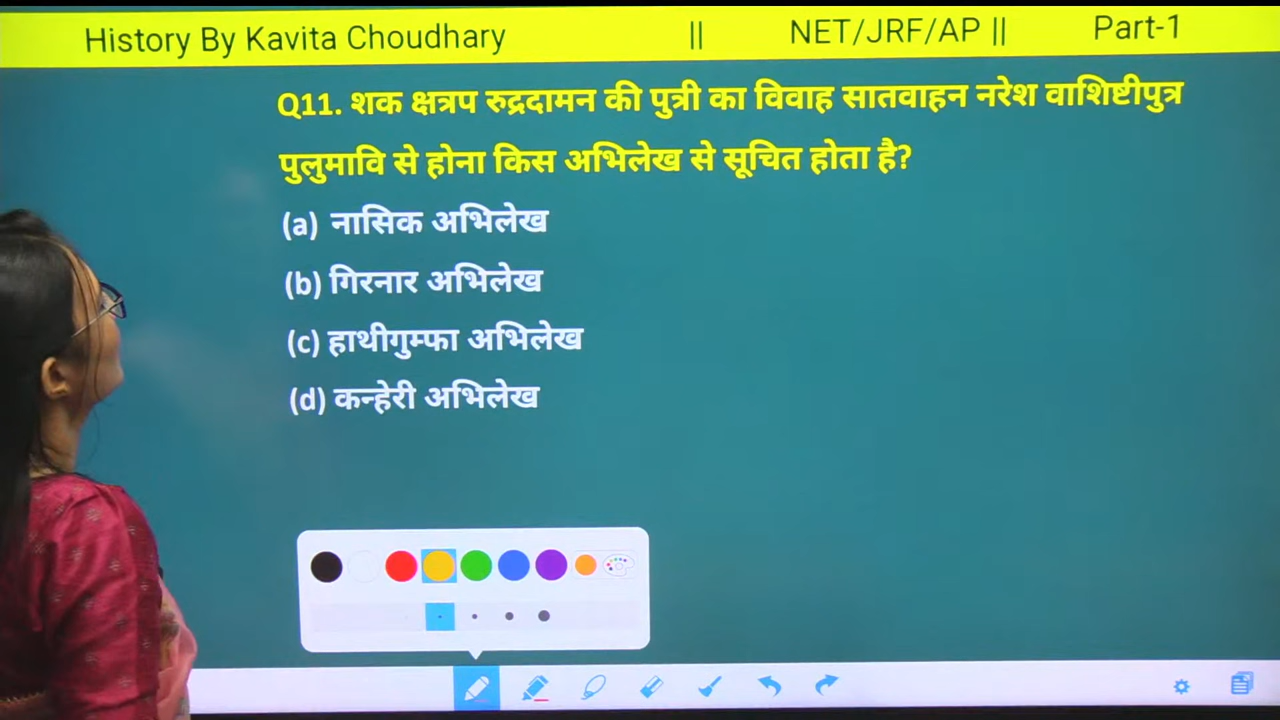 History By Kavita Choudhary || NET/JRF/AP || Part-1
Q11. शक क्षत्रप रुद्रदामन की पुत्री का विवाह सातवाहन नरेश वाशिष्टीपुत्र
पुलुमावि से होना किस अभिलेख से सूचित होता है?
(a) नासिक अभिलेख
(b) गिरनार अभिलेख
(c) हाथीगुम्फा अभिलेख
(d) कन्हेरी अभिलेख